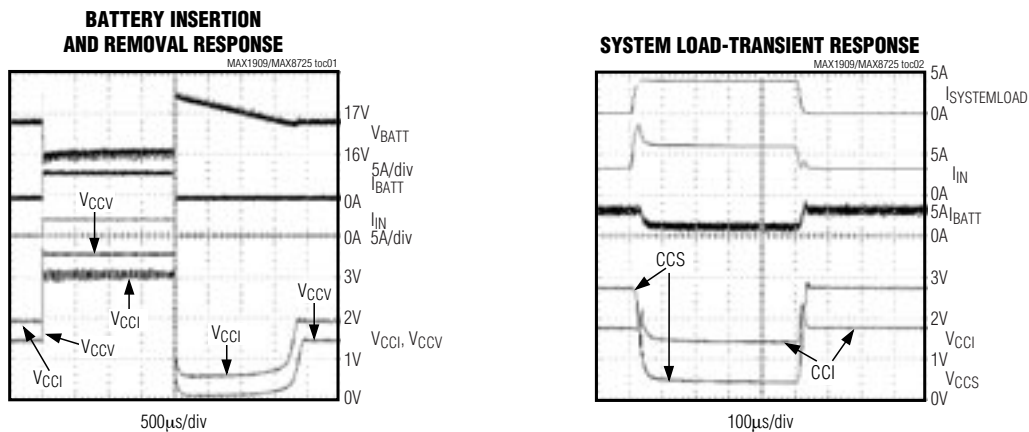 BATTERY INSERTION
AND REMOVAL RESPONSE
MAX1909/MAX8725 toc01
17V
VBATT
16V
5A/div
IBATT
0A
IIN
0A
5A/div
3V
2V
VCCI, VCCV
1V
0V
VCCV
VCCI
VCCV
VCCI
VCCI
VCCV
500µs/div
SYSTEM LOAD-TRANSIENT RESPONSE
MAX1909/MAX8725 toc02
5A
ISYSTEMLOAD
0A
5A
IIN
0A
5A
IBATT
0A
3V
2V
VCCI
1V
VCCS
0V
CCS
CCI
100µs/div